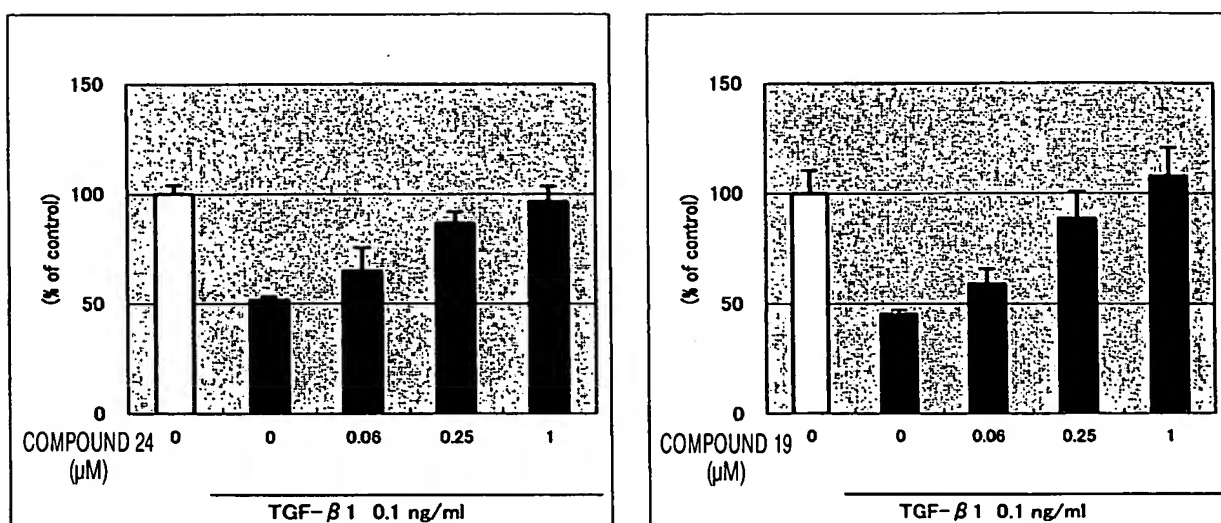 150
100
50
0
(% of control)
COMPOUND 24 0 0 0.06 0.25 1
(μM)
TGF-β1 0.1 ng/ml
150
100
50
0
(% of control)
COMPOUND 19 0 0 0.06 0.25 1
(μM)
TGF-β1 0.1 ng/ml